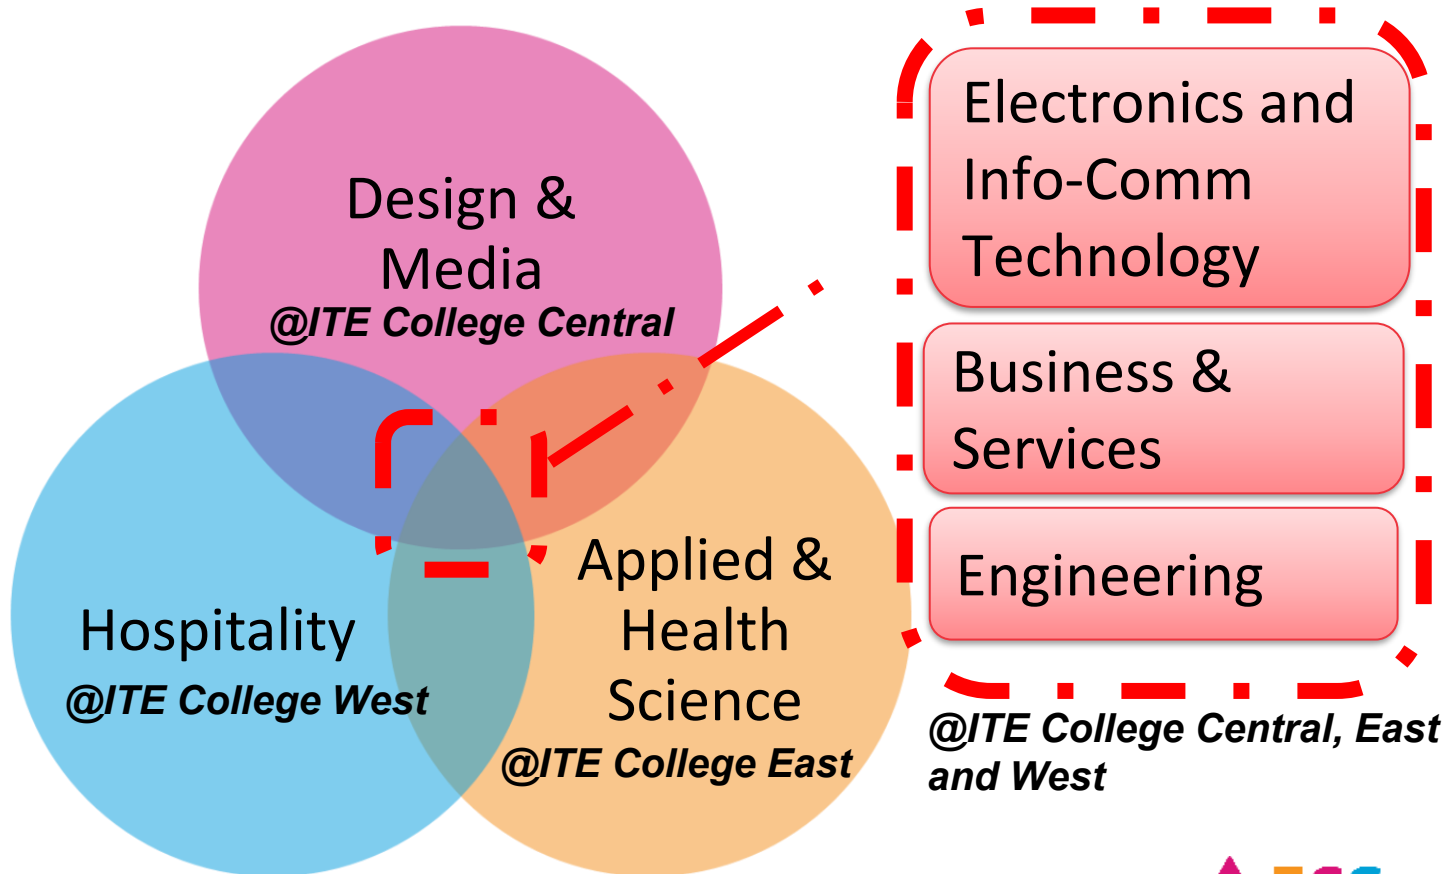 Design &
Media
@ITE College Central
Hospitality
@ITE College West
Applied &
Health
Science
@ITE College East
Electronics and
Info-Comm
Technology
Business &
Services
Engineering
@ITE College Central, East
and West